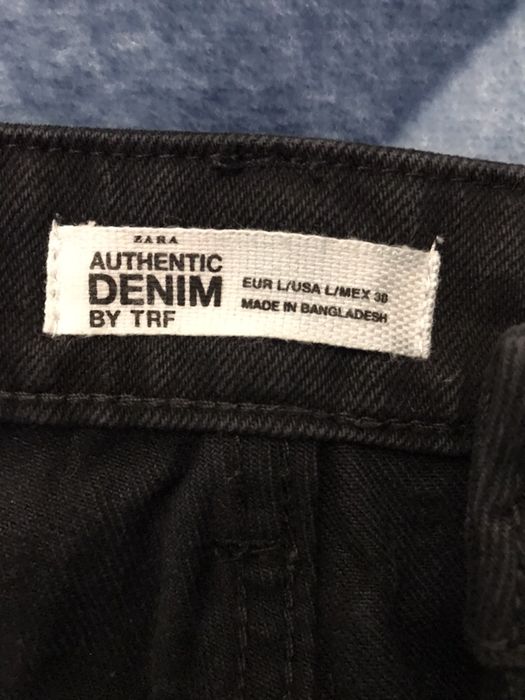 ZARA
AUTHENTIC
DENIM
BY TRF
EUR L/USA L/MEX 30
MADE IN BANGLADESH